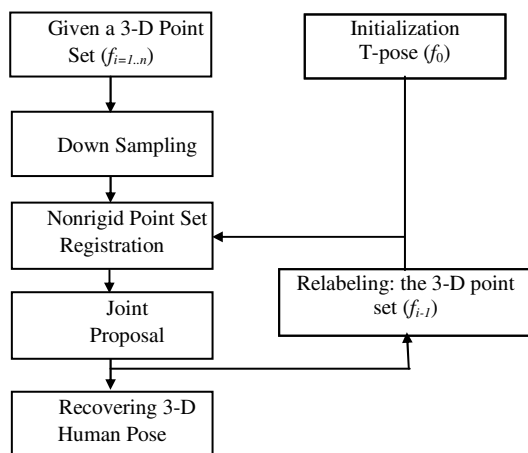 Given a 3-D Point
Set (fi=1..n)
Initialization
T-pose (f0)
Down Sampling
Nonrigid Point Set
Registration
Relabeling: the 3-D point
set (fi-1)
Joint
Proposal
Recovering 3-D
Human Pose